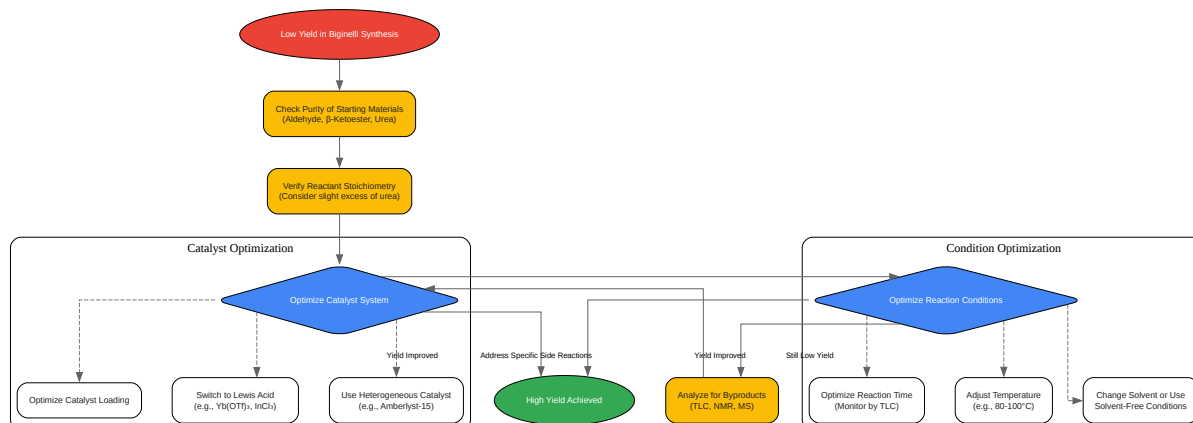 Low Yield in Biginelli Synthesis
Check Purity of Starting Materials
(Aldehyde, β-Ketoester, Urea)
Verify Reactant Stoichiometry
(Consider slight excess of urea)
Catalyst Optimization
Condition Optimization
Optimize Catalyst System
Optimize Reaction Conditions
Yield Improved
Address Specific Side Reactions
Yield Improved
Still Low Yield
Optimize Catalyst Loading
Switch to Lewis Acid
(e.g., Yb(OTf)₃, InCl₃)
Use Heterogeneous Catalyst
(e.g., Amberlyst-15)
High Yield Achieved
Analyze for Byproducts
(TLC, NMR, MS)
Optimize Reaction Time
(Monitor by TLC)
Adjust Temperature
(e.g., 80-100°C)
Change Solvent or Use
Solvent-Free Conditions